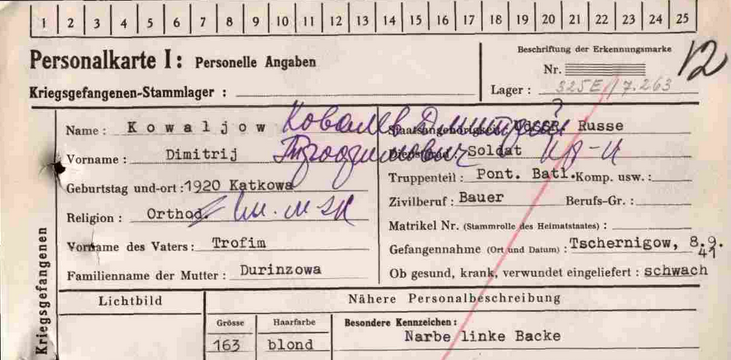 1 2 3 4 5 6 7 8 9 10 11 12 13 14 15 16 17 18 19 20 21 22 23 24 25
Personalkarte I: Personelle Angaben
Beschriftung der Erkennungsmarke
Nr. 12
Kriegsgefangenen-Stammlager :
Lager : 325E/7.263
Name : Kowaljow Ковалев Дмитрий
Staatsangehörigkeit: ? Russe
Vorname : Dimitrij Трофимович
Soldat
Geburtstag und-ort : 1920 Katkowa
Truppenteil : Pont. Batl. Komp. usw. :
Religion : Orthod.
Zivilberuf : Bauer Berufs-Gr. :
Matrikel Nr. (Stammrolle des Heimatstaates) :
Vorname des Vaters : Trofim
Gefangennahme (Ort und Datum) : Tschernigow, 8.9.
41
Familienname der Mutter : Durinzowa
Ob gesund, krank, verwundet eingeliefert : schwach
Kriegsgefangenen
Lichtbild
Nähere Personalbeschreibung
Grösse
Haarfarbe
Besondere Kennzeichen :
163
blond
Narbe linke Backe